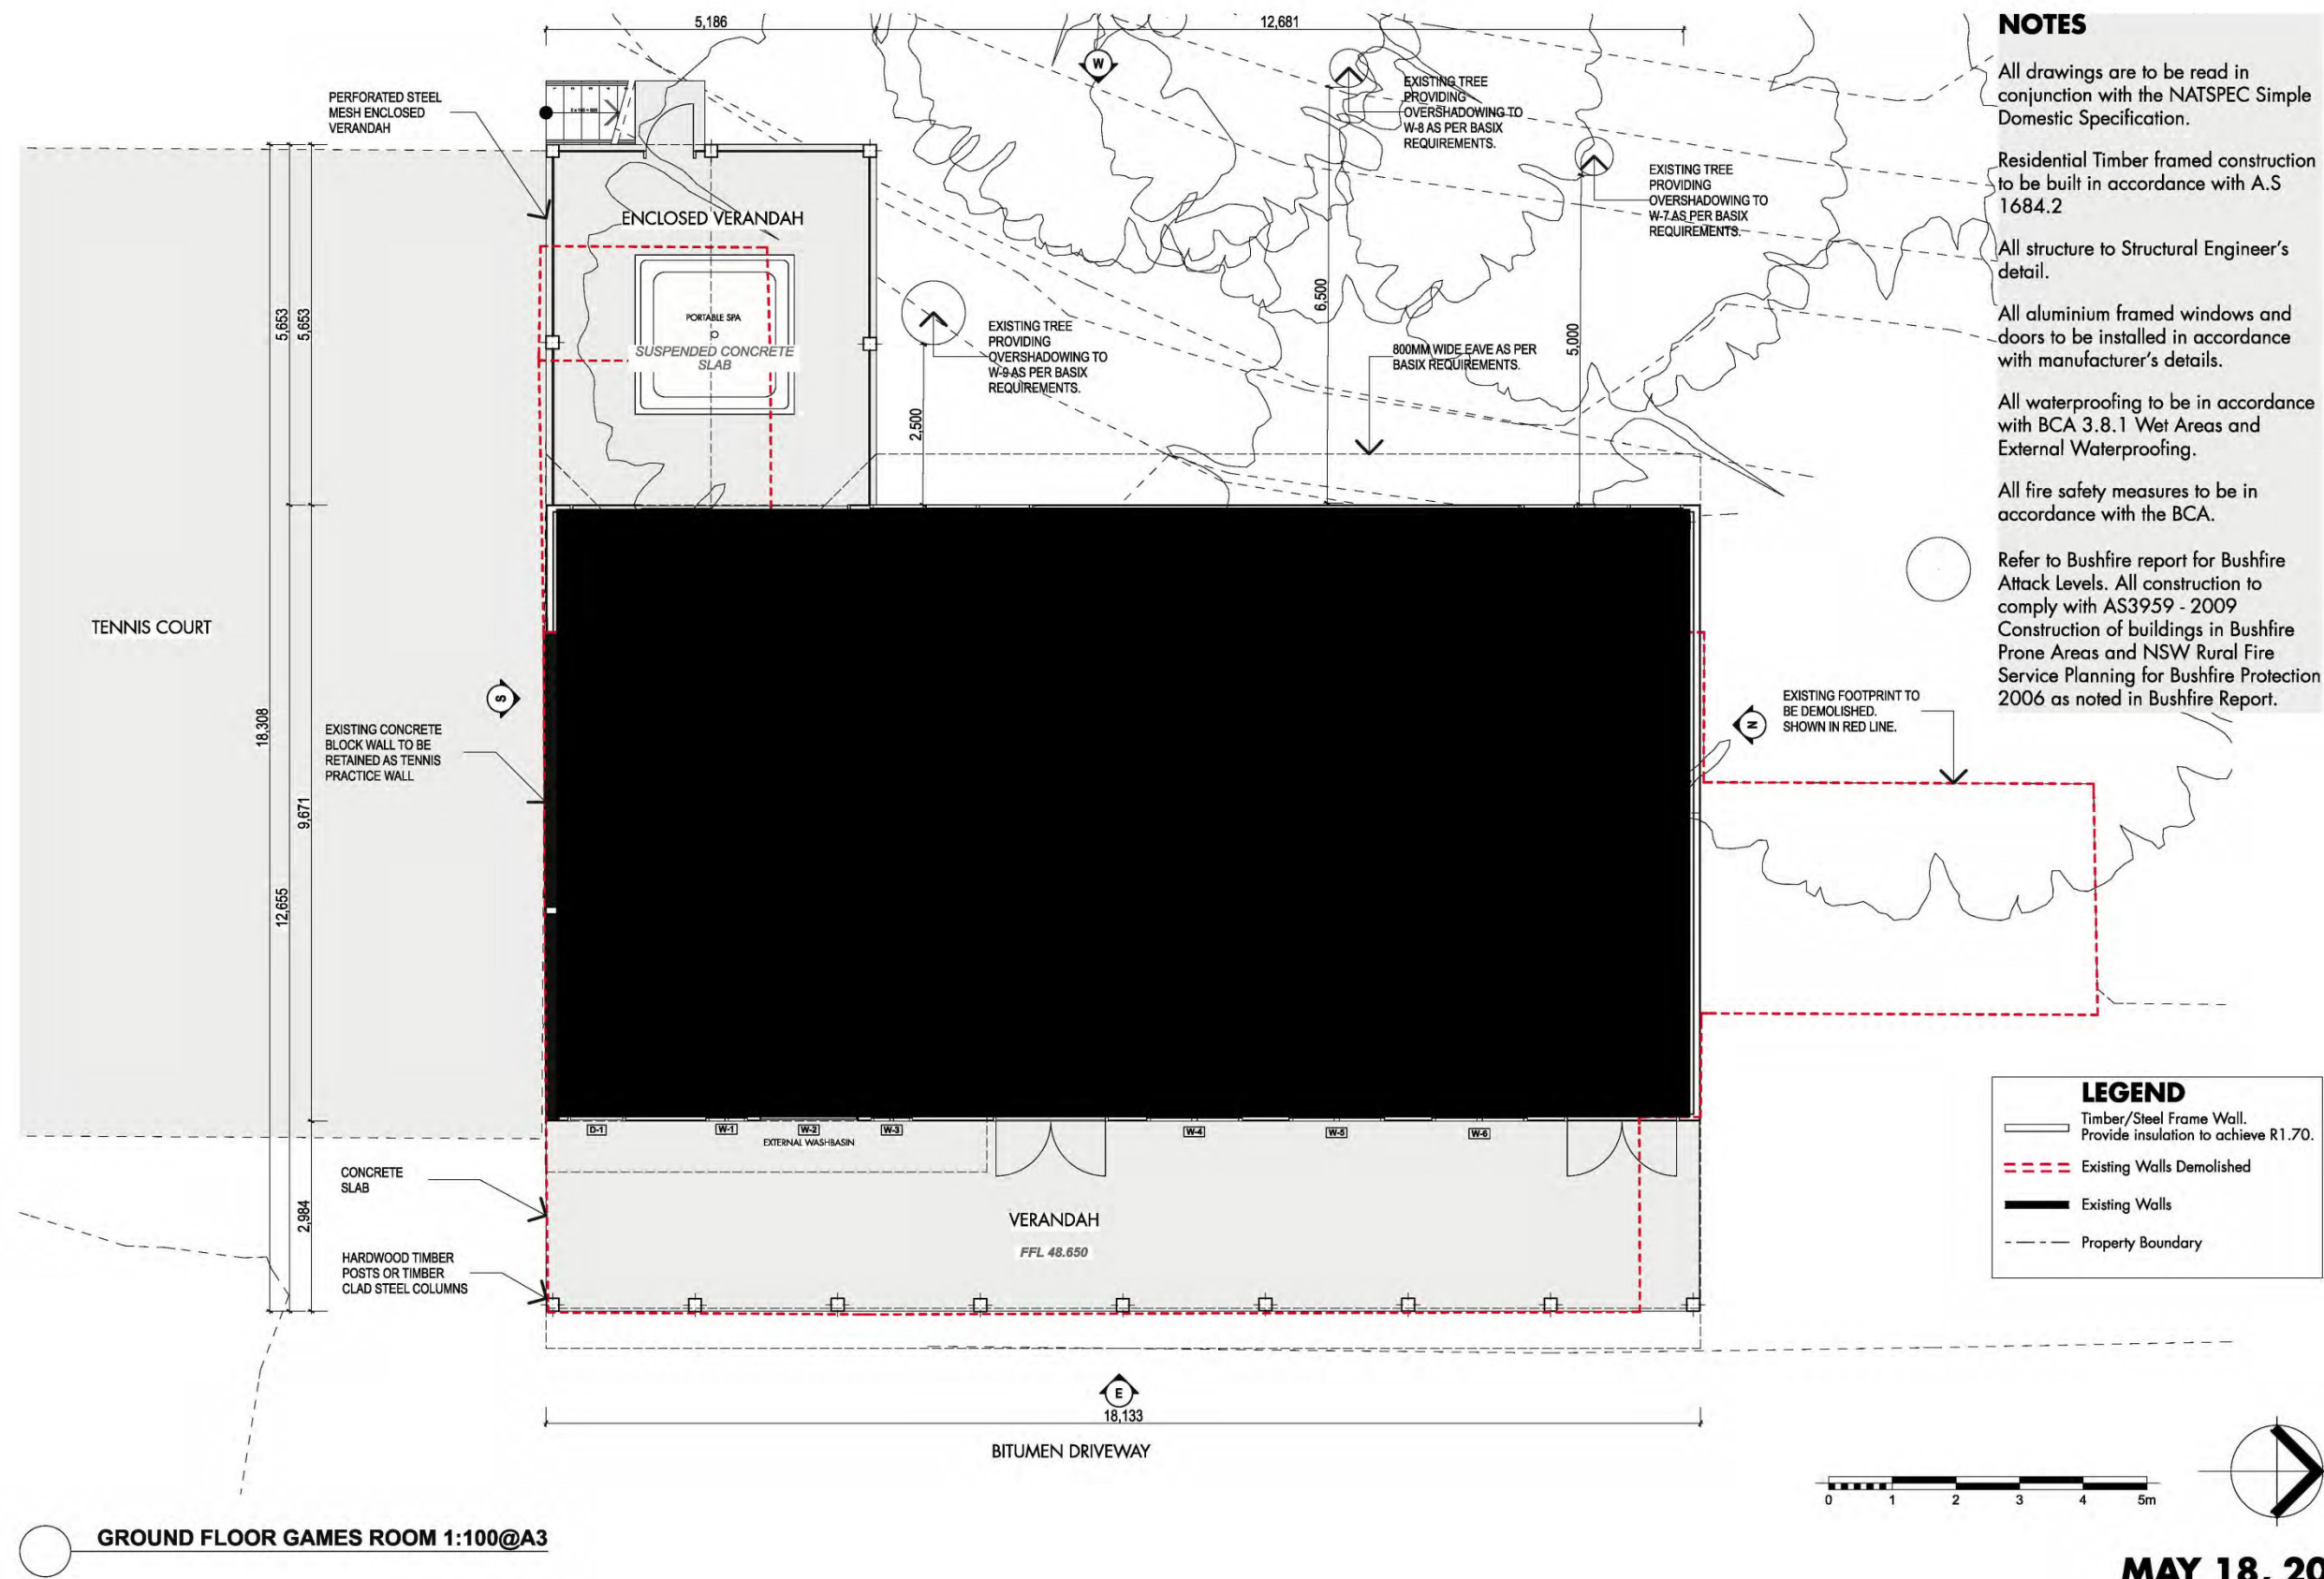 5,186
12,681
NOTES
All drawings are to be read in
conjunction with the NATSPEC Simple
Domestic Specification.
Residential Timber framed construction
to be built in accordance with A.S
1684.2
All structure to Structural Engineer's
detail.
All aluminium framed windows and
doors to be installed in accordance
with manufacturer's details.
All waterproofing to be in accordance
with BCA 3.8.1 Wet Areas and
External Waterproofing.
All fire safety measures to be in
accordance with the BCA.
Refer to Bushfire report for Bushfire
Attack Levels. All construction to
comply with AS3959 - 2009
Construction of buildings in Bushfire
Prone Areas and NSW Rural Fire
Service Planning for Bushfire Protection
2006 as noted in Bushfire Report.
W
PERFORATED STEEL
MESH ENCLOSED
VERANDAH
EXISTING TREE
PROVIDING
OVERSHADOWING TO
W-8 AS PER BASIX
REQUIREMENTS.
EXISTING TREE
PROVIDING
OVERSHADOWING TO
W-7 AS PER BASIX
REQUIREMENTS.
ENCLOSED VERANDAH
PORTABLE SPA
SUSPENDED CONCRETE
SLAB
EXISTING TREE
PROVIDING
OVERSHADOWING TO
W-9 AS PER BASIX
REQUIREMENTS.
800MM WIDE EAVE AS PER
BASIX REQUIREMENTS.
5,653
5,653
6,500
5,000
2,500
TENNIS COURT
S
18,308
EXISTING CONCRETE
BLOCK WALL TO BE
RETAINED AS TENNIS
PRACTICE WALL
N
EXISTING FOOTPRINT TO
BE DEMOLISHED.
SHOWN IN RED LINE.
9,671
12,655
2,984
D-1
W-1
W-2
W-3
W-4
W-5
W-6
EXTERNAL WASHBASIN
CONCRETE
SLAB
VERANDAH
FFL 48.650
HARDWOOD TIMBER
POSTS OR TIMBER
CLAD STEEL COLUMNS
LEGEND
Timber/Steel Frame Wall.
Provide insulation to achieve R1.70.
Existing Walls Demolished
Existing Walls
Property Boundary
E
18,133
BITUMEN DRIVEWAY
0 1 2 3 4 5m
GROUND FLOOR GAMES ROOM 1:100@A3
MAY 18, 20